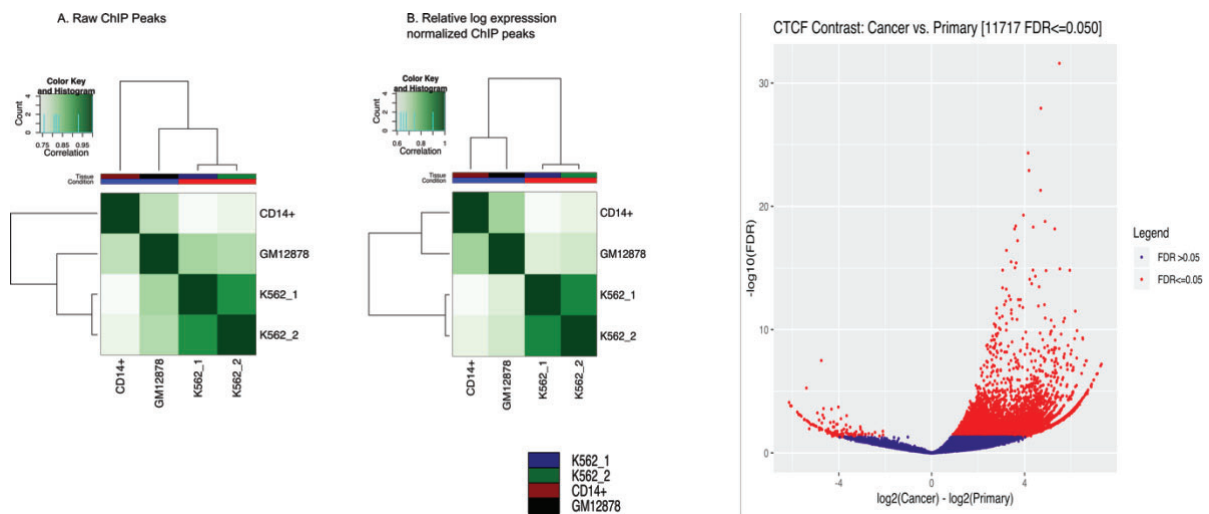 A. Raw ChIP Peaks
Color Key
and Histogram
Count
0 2 4
0.75 0.85 0.95
Correlation
Tissue
Condition
CD14+
GM12878
K562_1
K562_2
CD14+
GM12878
K562_1
K562_2
B. Relative log expresssion
normalized ChIP peaks
Color Key
and Histogram
Count
0 2 4
0.6 0.8 1
Correlation
Tissue
Condition
CD14+
GM12878
K562_1
K562_2
CD14+
GM12878
K562_1
K562_2
K562_1
K562_2
CD14+
GM12878
CTCF Contrast: Cancer vs. Primary [11717 FDR<=0.050]
30
20
10
0
-log10(FDR)
-4
0
4
log2(Cancer) - log2(Primary)
Legend
FDR >0.05
FDR<=0.05